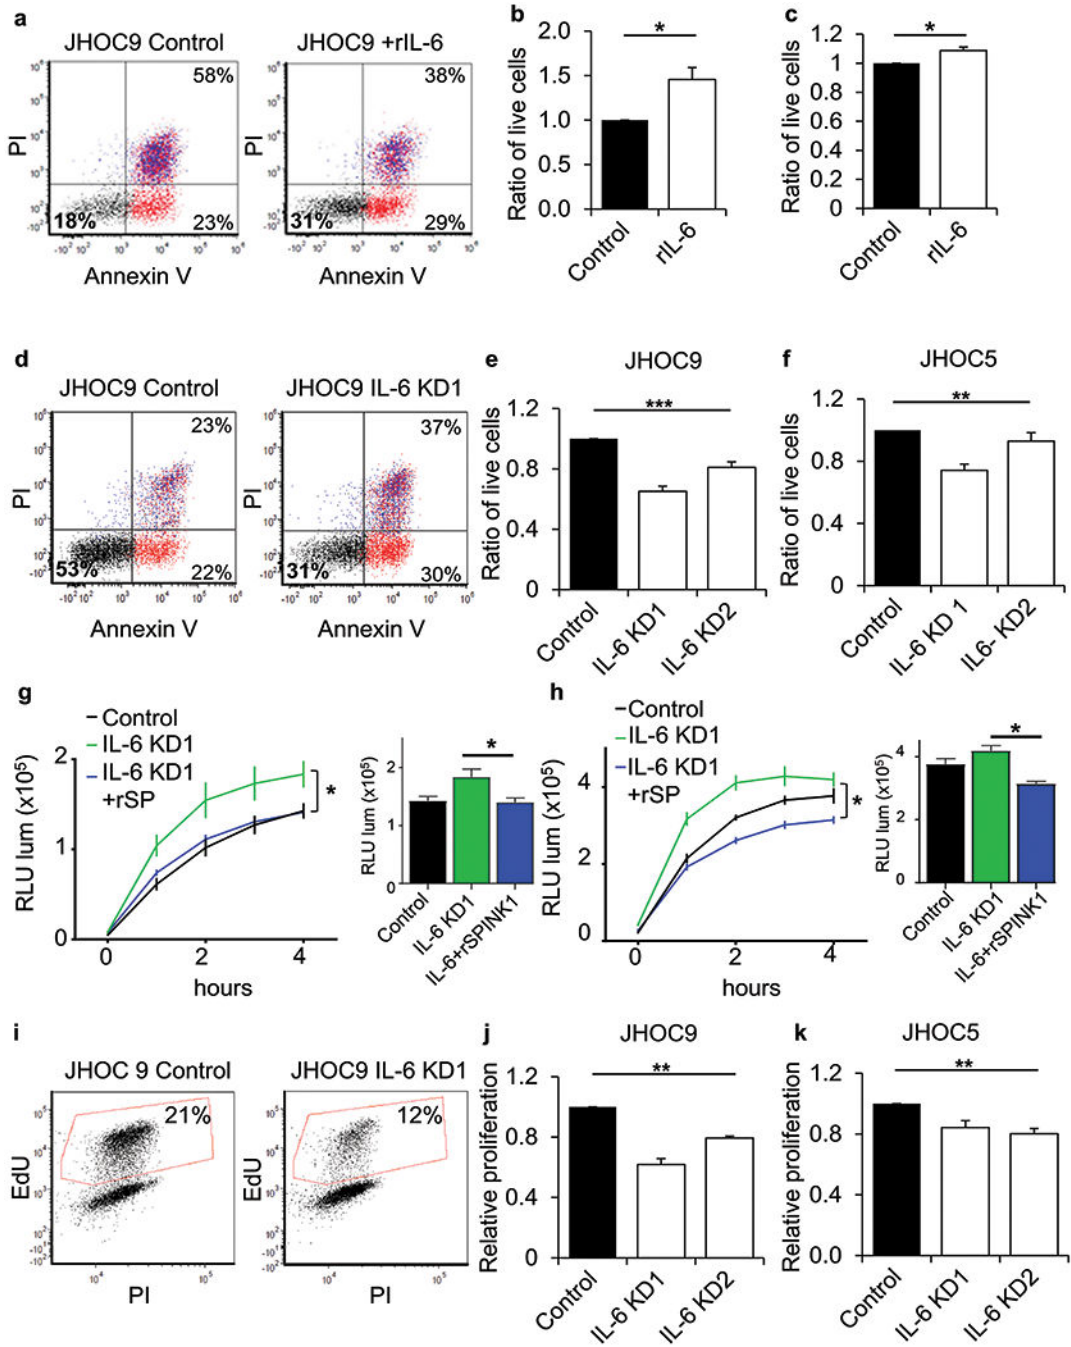 a
JHOC9 Control
JHOC9 +rIL-6
58%
38%
PI
PI
18%
23%
31%
29%
Annexin V
Annexin V
b
*
2.0
1.5
1.0
0.5
0.0
Ratio of live cells
Control
rIL-6
c
*
1.2
1
0.8
0.6
0.4
0.2
0
Ratio of live cells
Control
rIL-6
d
JHOC9 Control
JHOC9 IL-6 KD1
23%
37%
PI
PI
53%
22%
31%
30%
Annexin V
Annexin V
e
JHOC9
***
1.2
0.8
0.4
0
Ratio of live cells
Control
IL-6 KD1
IL-6 KD2
f
JHOC5
**
1.2
0.8
0.4
0
Ratio of live cells
Control
IL-6 KD 1
IL6- KD2
g
Control
IL-6 KD1
IL-6 KD1
+rSP
2
1
0
RLU lum (x10⁵)
*
0 2 4
hours
*
2
1
0
RLU lum (x10⁵)
Control
IL-6 KD1
IL-6+rSPINK1
h
Control
IL-6 KD1
IL-6 KD1
+rSP
4
2
0
RLU lum (x10⁵)
*
0 2 4
hours
*
4
2
0
RLU lum (x10⁵)
Control
IL-6 KD1
IL-6+rSPINK1
i
JHOC 9 Control
JHOC9 IL-6 KD1
21%
12%
EdU
EdU
10⁴ 10⁵
10⁴ 10⁵
PI
PI
j
JHOC9
**
1.2
0.8
0.4
0
Relative proliferation
Control
IL-6 KD1
IL-6 KD2
k
JHOC5
**
1.2
0.8
0.4
0.0
Relative proliferation
Control
IL-6 KD1
IL-6 KD2